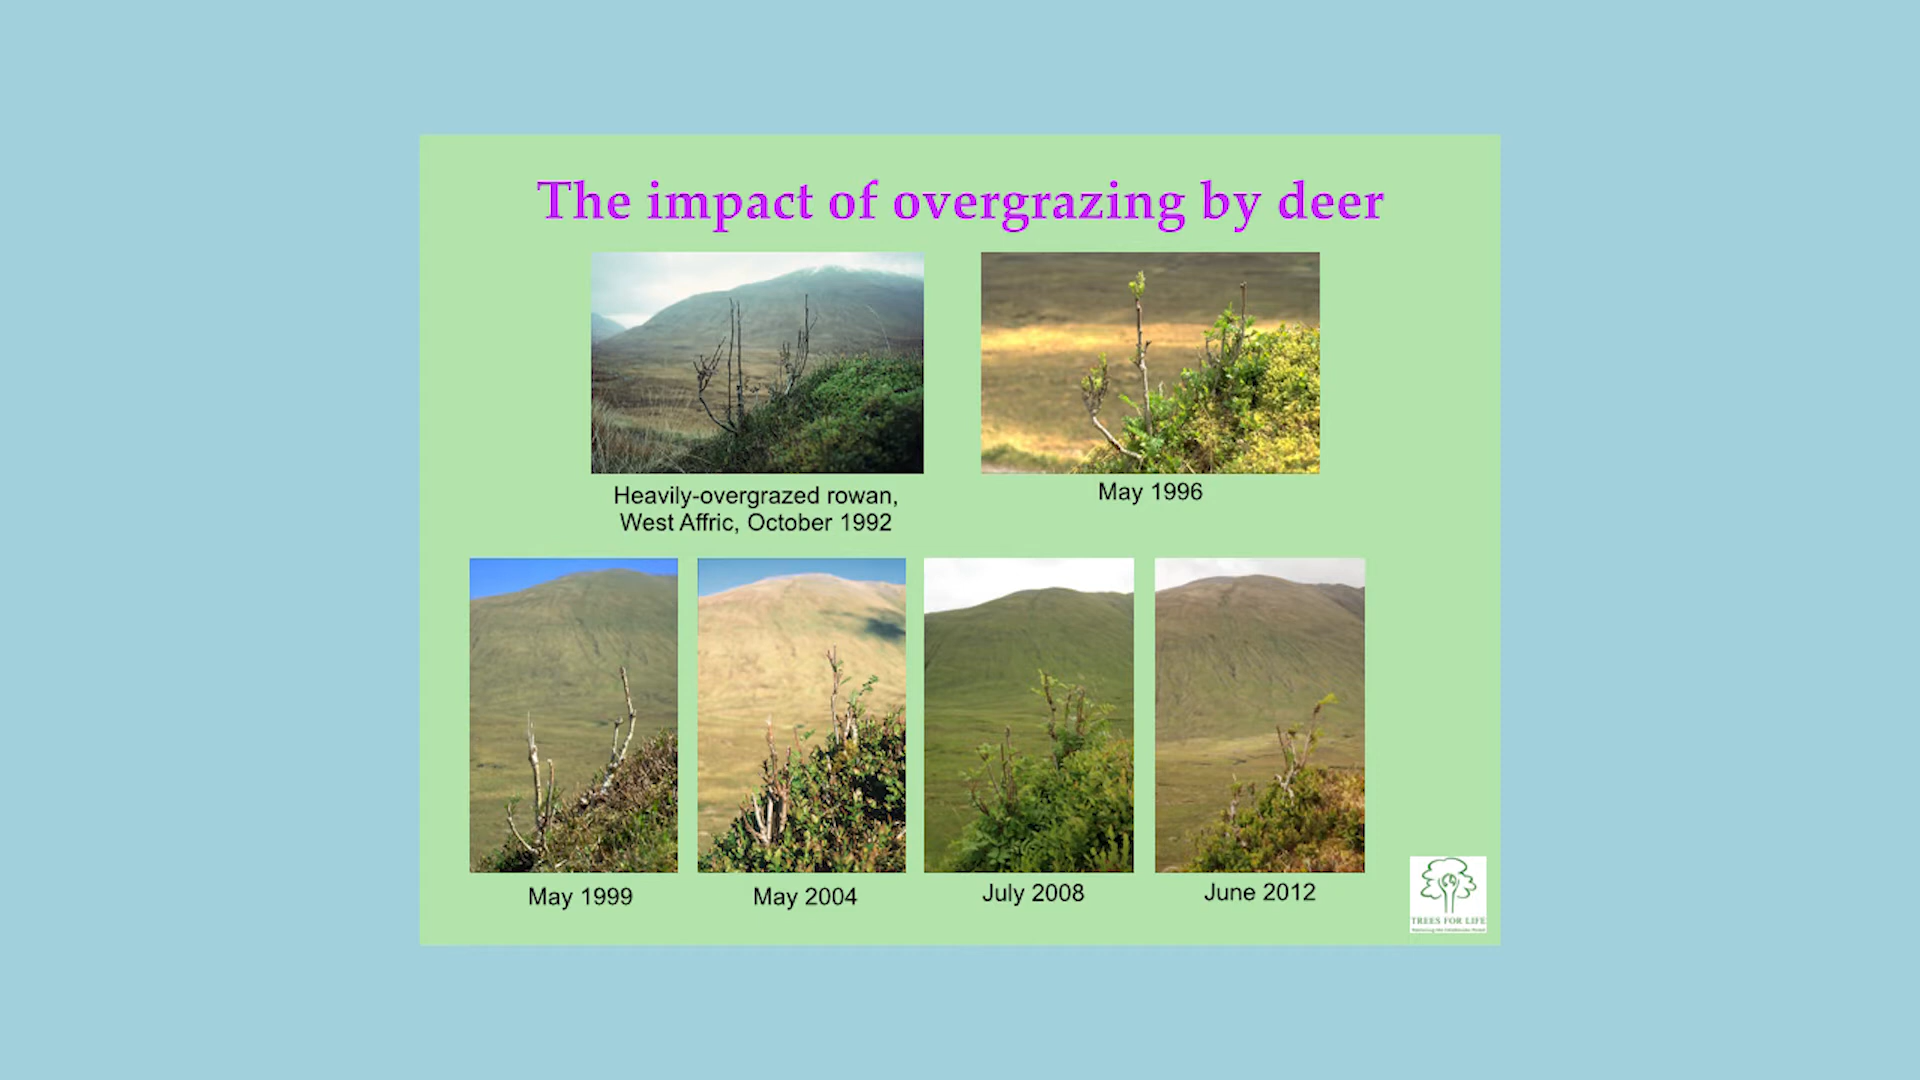 The impact of overgrazing by deer
Heavily-overgrazed rowan,
West Affric, October 1992
May 1996
May 1999
May 2004
July 2008
June 2012
TREES FOR LIFE